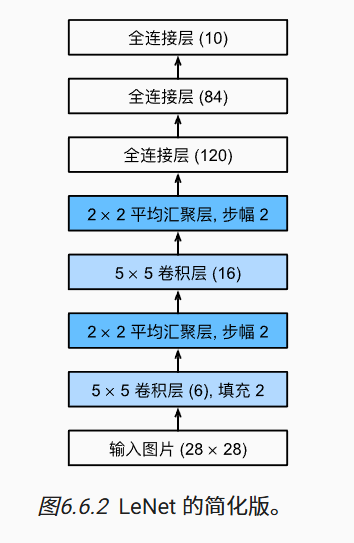 全连接层 (10)
全连接层 (84)
全连接层 (120)
2 × 2 平均汇聚层, 步幅 2
5 × 5 卷积层 (16)
2 × 2 平均汇聚层, 步幅 2
5 × 5 卷积层 (6), 填充 2
输入图片 (28 × 28)
图6.6.2 LeNet 的简化版。